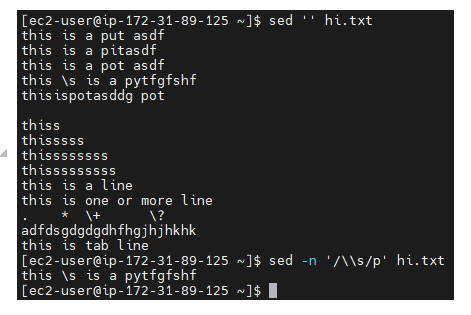 [ec2-user@ip-172-31-89-125 ~]$ sed '' hi.txt
this is a put asdf
this is a pitasdf
this is a pot asdf
this \s is a pytfgfshf
thisispotasddg pot

thiss
thisssss
thissssssss
thisssssssss
this is a line
this is one or more line
.    *  \+      \?
adfdsgdgdgdhfhgjhjhkhk
this is tab line
[ec2-user@ip-172-31-89-125 ~]$ sed -n '/\\s/p' hi.txt
this \s is a pytfgfshf
[ec2-user@ip-172-31-89-125 ~]$